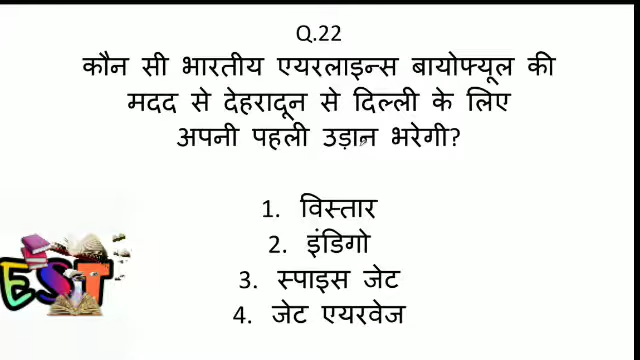 Q.22
कौन सी भारतीय एयरलाइन्स बायोफ्यूल की
मदद से देहरादून से दिल्ली के लिए
अपनी पहली उड़ान भरेगी?
1. विस्तार
2. इंडिगो
3. स्पाइस जेट
4. जेट एयरवेज
EST